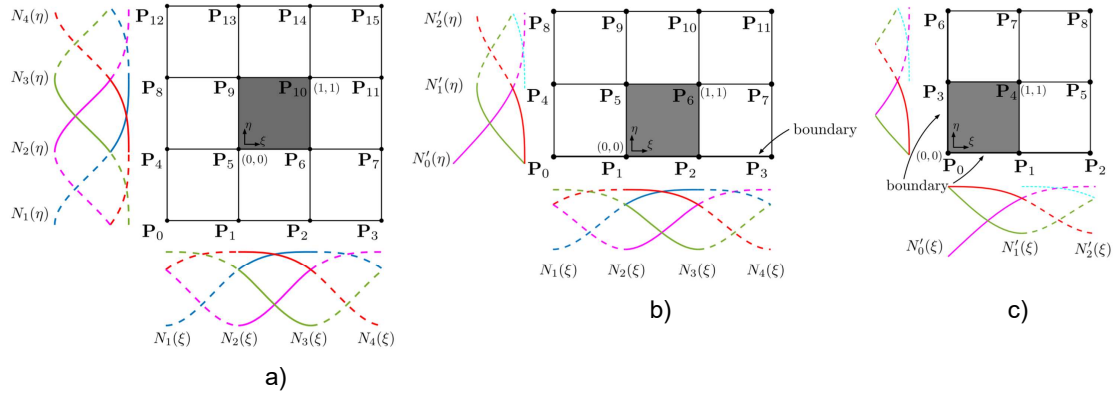 N₄(η)
P₁₂ P₁₃ P₁₄ P₁₅
N₃(η)
P₈ P₉ P₁₀ (1, 1) P₁₁
η
ξ
N₂(η)
P₄ P₅ (0, 0) P₆ P₇
N₁(η)
P₀ P₁ P₂ P₃
N₁(ξ) N₂(ξ) N₃(ξ) N₄(ξ)
a)
N′₂(η)
P₈ P₉ P₁₀ P₁₁
N′₁(η)
P₄ P₅ P₆ (1, 1) P₇
η
ξ
boundary
N′₀(η)
(0, 0)
P₀ P₁ P₂ P₃
N₁(ξ) N₂(ξ) N₃(ξ) N₄(ξ)
b)
P₆ P₇ P₈
P₃ P₄ (1, 1) P₅
η
ξ
(0, 0)
P₀ P₁ P₂
boundary
N′₀(ξ) N′₁(ξ) N′₂(ξ)
c)